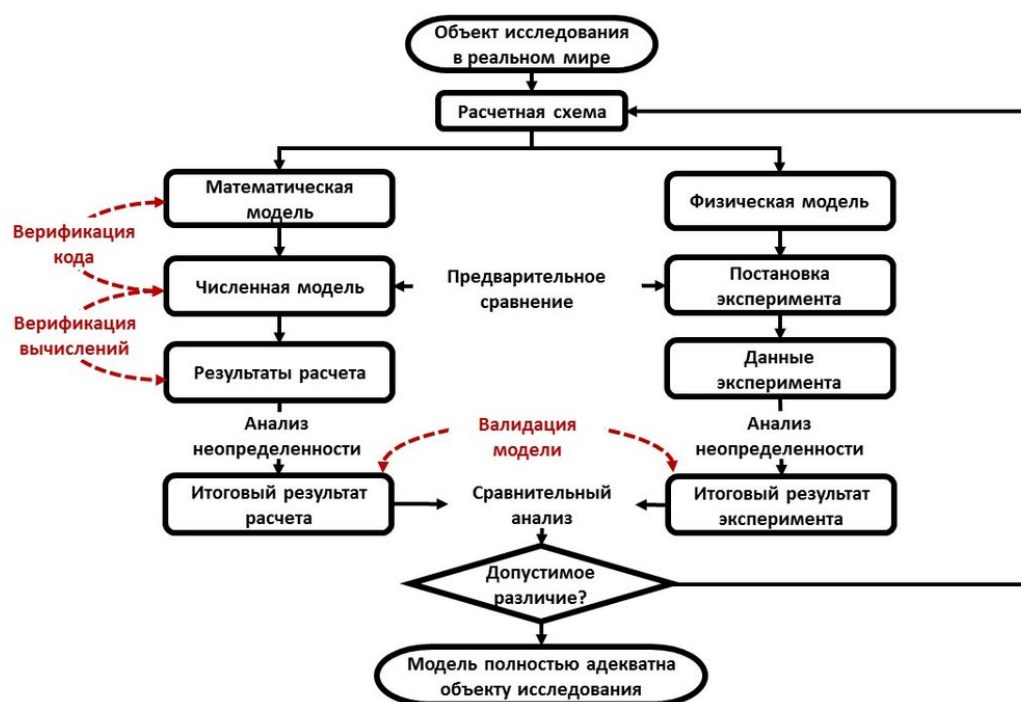 Объект исследования
в реальном мире
Расчетная схема
Математическая
модель
Физическая модель
Верификация
кода
Численная модель
Предварительное
сравнение
Постановка
эксперимента
Верификация
вычислений
Результаты расчета
Данные
эксперимента
Анализ
неопределенности
Валидация
модели
Анализ
неопределенности
Итоговый результат
расчета
Сравнительный
анализ
Итоговый результат
эксперимента
Допустимое
различие?
Модель полностью адекватна
объекту исследования